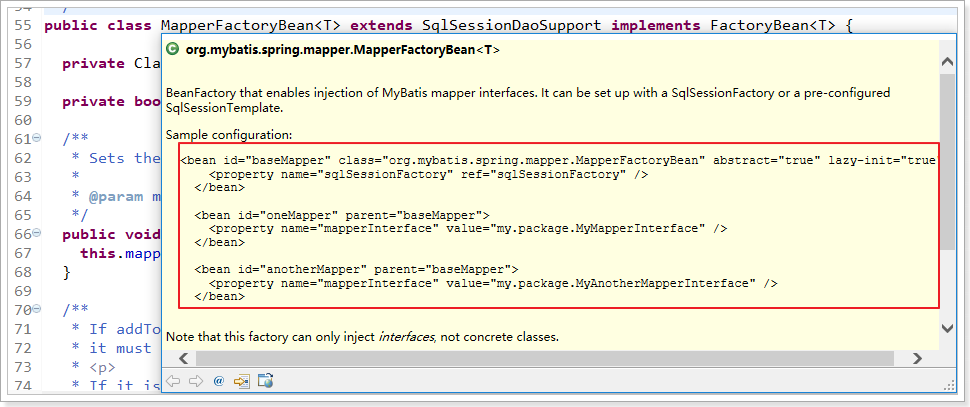 54 */
55 public class MapperFactoryBean<T> extends SqlSessionDaoSupport implements FactoryBean<T> {
56
57 private Cla
58
59 private boo
60
61 /**
62 * Sets the
63 *
64 * @param m
65 */
66 public void
67 this.mapp
68 }
69
70 /**
71 * If addTo
72 * it must
73 * <p>
74 * If it is
C org.mybatis.spring.mapper.MapperFactoryBean<T>
BeanFactory that enables injection of MyBatis mapper interfaces. It can be set up with a SqlSessionFactory or a pre-configured
SqlSessionTemplate.
Sample configuration:
<bean id="baseMapper" class="org.mybatis.spring.mapper.MapperFactoryBean" abstract="true" lazy-init="true
<property name="sqlSessionFactory" ref="sqlSessionFactory" />
</bean>
<bean id="oneMapper" parent="baseMapper">
<property name="mapperInterface" value="my.package.MyMapperInterface" />
</bean>
<bean id="anotherMapper" parent="baseMapper">
<property name="mapperInterface" value="my.package.MyAnotherMapperInterface" />
</bean>
Note that this factory can only inject interfaces, not concrete classes.
@